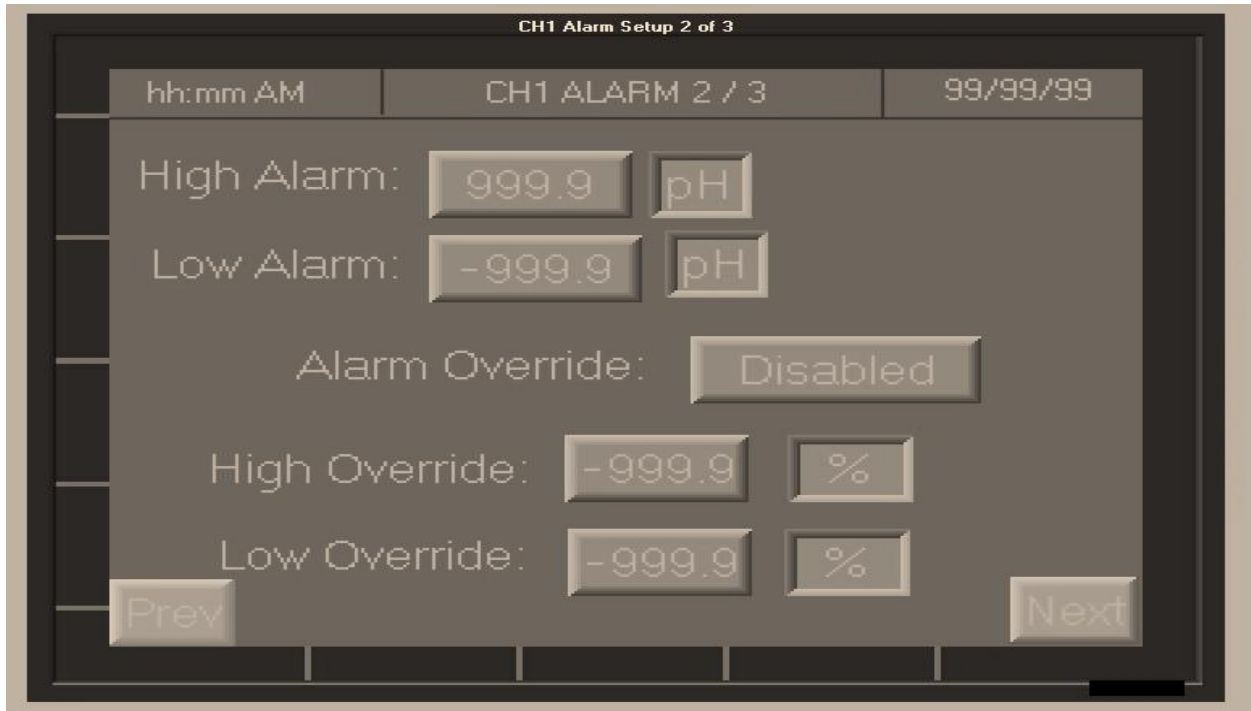 CH1 Alarm Setup 2 of 3
hh:mm AM CH1 ALARM 2 / 3 99/99/99
High Alarm: 999.9 pH
Low Alarm: -999.9 pH
Alarm Override: Disabled
High Override: -999.9 %
Low Override: -999.9 %
Prev Next